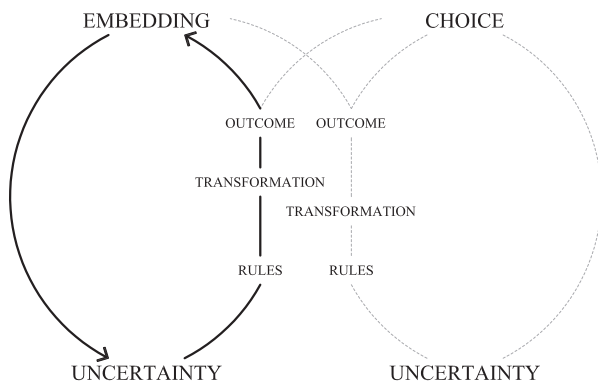 EMBEDDING
CHOICE
OUTCOME
OUTCOME
TRANSFORMATION
TRANSFORMATION
RULES
RULES
UNCERTAINTY
UNCERTAINTY